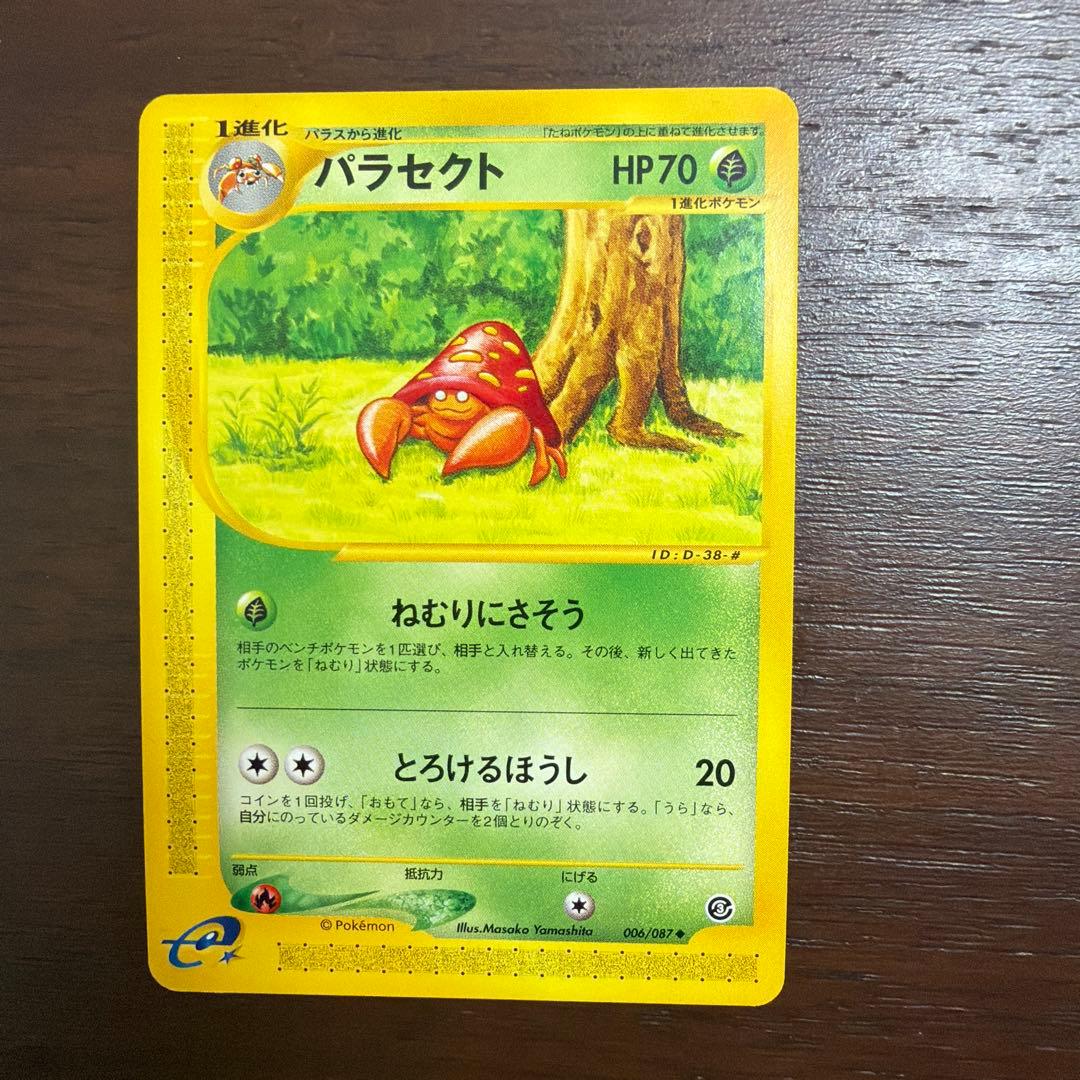 1進化 パラスから進化 「たねポケモン」の上に重ねて進化させます
パラセクト HP70
1進化ポケモン
ID:D-38-#
ねむりにさそう
相手のベンチポケモンを1匹選び、相手と入れ替える。その後、新しく出てきた
ポケモンを「ねむり」状態にする。
とろけるほうし 20
コインを1回投げ、「おもて」なら、相手を「ねむり」状態にする。「うら」なら、
自分にのっているダメージカウンターを2個とりのぞく。
弱点 抵抗力 にげる
3
© Pokémon Illus.Masako Yamashita 006/087◆
e